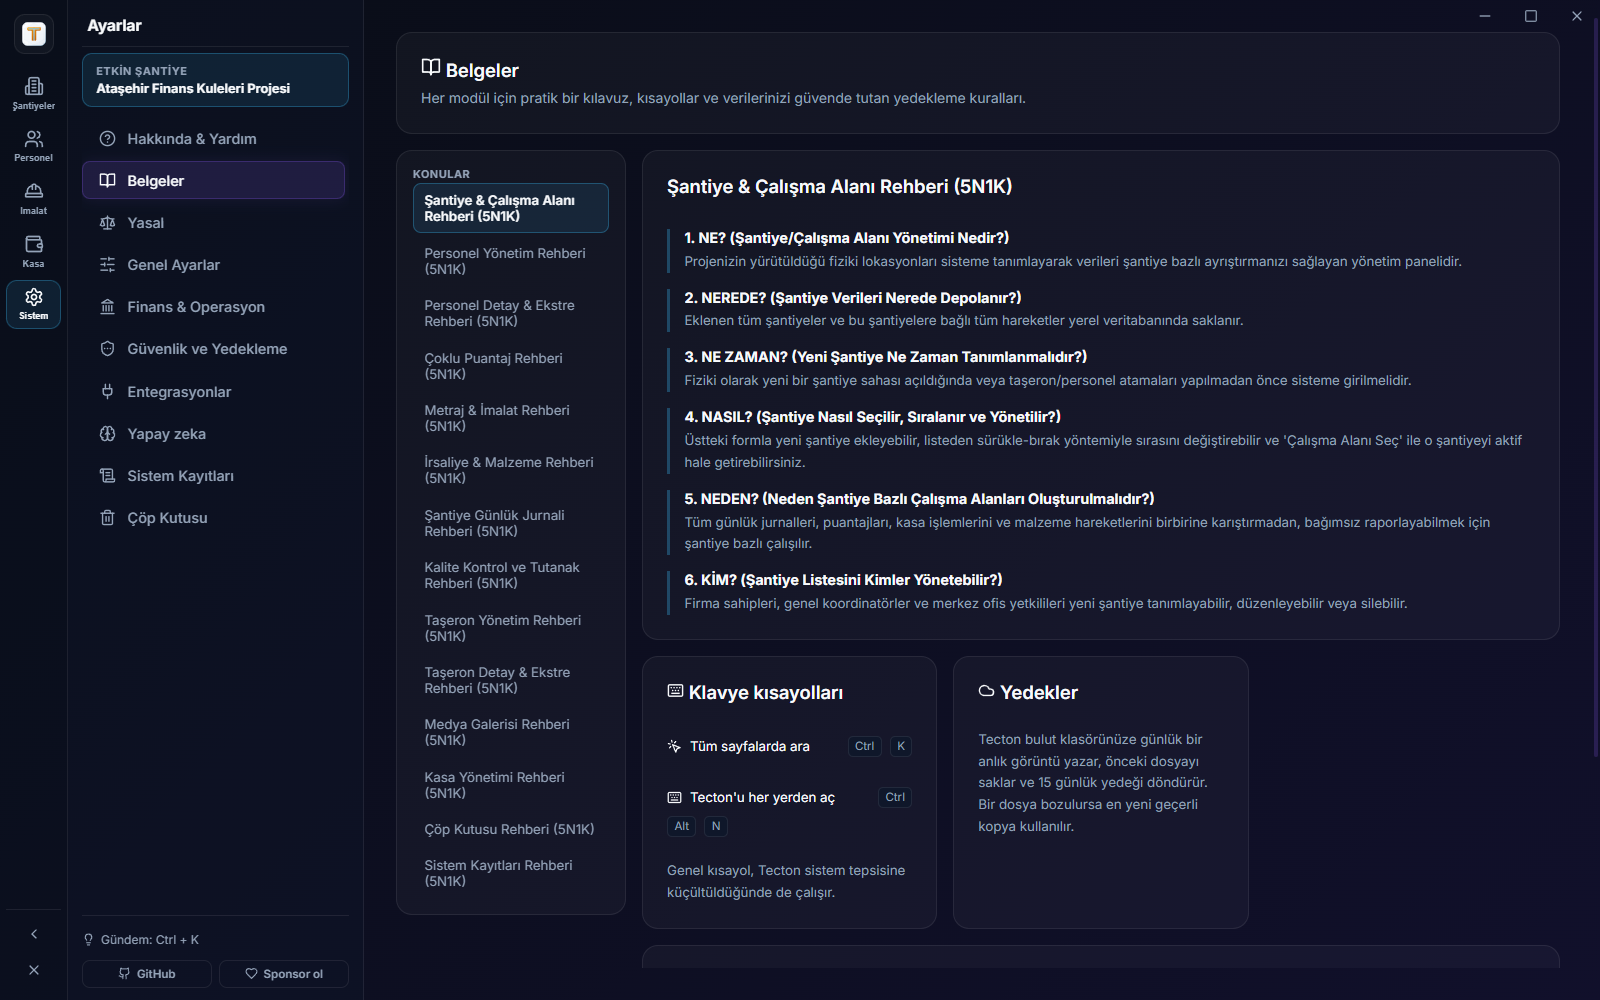 T
Şantiyeler
Personel
Imalat
Kasa
Sistem
Ayarlar
ETKİN ŞANTİYE
Ataşehir Finans Kuleleri Projesi
Hakkında & Yardım
Belgeler
Yasal
Genel Ayarlar
Finans & Operasyon
Güvenlik ve Yedekleme
Entegrasyonlar
Yapay zeka
Sistem Kayıtları
Çöp Kutusu
Gündem: Ctrl + K
GitHub
Sponsor ol
Belgeler
Her modül için pratik bir kılavuz, kısayollar ve verilerinizi güvende tutan yedekleme kuralları.
KONULAR
Şantiye & Çalışma Alanı
Rehberi (5N1K)
Personel Yönetim Rehberi
(5N1K)
Personel Detay & Ekstre
Rehberi (5N1K)
Çoklu Puantaj Rehberi
(5N1K)
Metraj & İmalat Rehberi
(5N1K)
İrsaliye & Malzeme Rehberi
(5N1K)
Şantiye Günlük Jurnali
Rehberi (5N1K)
Kalite Kontrol ve Tutanak
Rehberi (5N1K)
Taşeron Yönetim Rehberi
(5N1K)
Taşeron Detay & Ekstre
Rehberi (5N1K)
Medya Galerisi Rehberi
(5N1K)
Kasa Yönetimi Rehberi
(5N1K)
Çöp Kutusu Rehberi (5N1K)
Sistem Kayıtları Rehberi
(5N1K)
Şantiye & Çalışma Alanı Rehberi (5N1K)
1. NE? (Şantiye/Çalışma Alanı Yönetimi Nedir?)
Projenizin yürütüldüğü fiziki lokasyonları sisteme tanımlayarak verileri şantiye bazlı ayrıştırmanızı sağlayan yönetim panelidir.
2. NEREDE? (Şantiye Verileri Nerede Depolanır?)
Eklenen tüm şantiyeler ve bu şantiyelere bağlı tüm hareketler yerel veritabanında saklanır.
3. NE ZAMAN? (Yeni Şantiye Ne Zaman Tanımlanmalıdır?)
Fiziki olarak yeni bir şantiye sahası açıldığında veya taşeron/personel atamaları yapılmadan önce sisteme girilmelidir.
4. NASIL? (Şantiye Nasıl Seçilir, Sıralanır ve Yönetilir?)
Üstteki formla yeni şantiye ekleyebilir, listeden sürükle-bırak yöntemiyle sırasını değiştirebilir ve 'Çalışma Alanı Seç' ile o şantiyeyi aktif
hale getirebilirsiniz.
5. NEDEN? (Neden Şantiye Bazlı Çalışma Alanları Oluşturulmalıdır?)
Tüm günlük jurnalleri, puantajları, kasa işlemlerini ve malzeme hareketlerini birbirine karıştırmadan, bağımsız raporlayabilmek için
şantiye bazlı çalışılır.
6. KİM? (Şantiye Listesini Kimler Yönetebilir?)
Firma sahipleri, genel koordinatörler ve merkez ofis yetkilileri yeni şantiye tanımlayabilir, düzenleyebilir veya silebilir.
Klavye kısayolları
Tüm sayfalarda ara Ctrl K
Tecton'u her yerden aç Ctrl
Alt N
Genel kısayol, Tecton sistem tepsisine
küçültüldüğünde de çalışır.
Yedekler
Tecton bulut klasörünüze günlük bir
anlık görüntü yazar, önceki dosyayı
saklar ve 15 günlük yedeği döndürür.
Bir dosya bozulursa en yeni geçerli
kopya kullanılır.